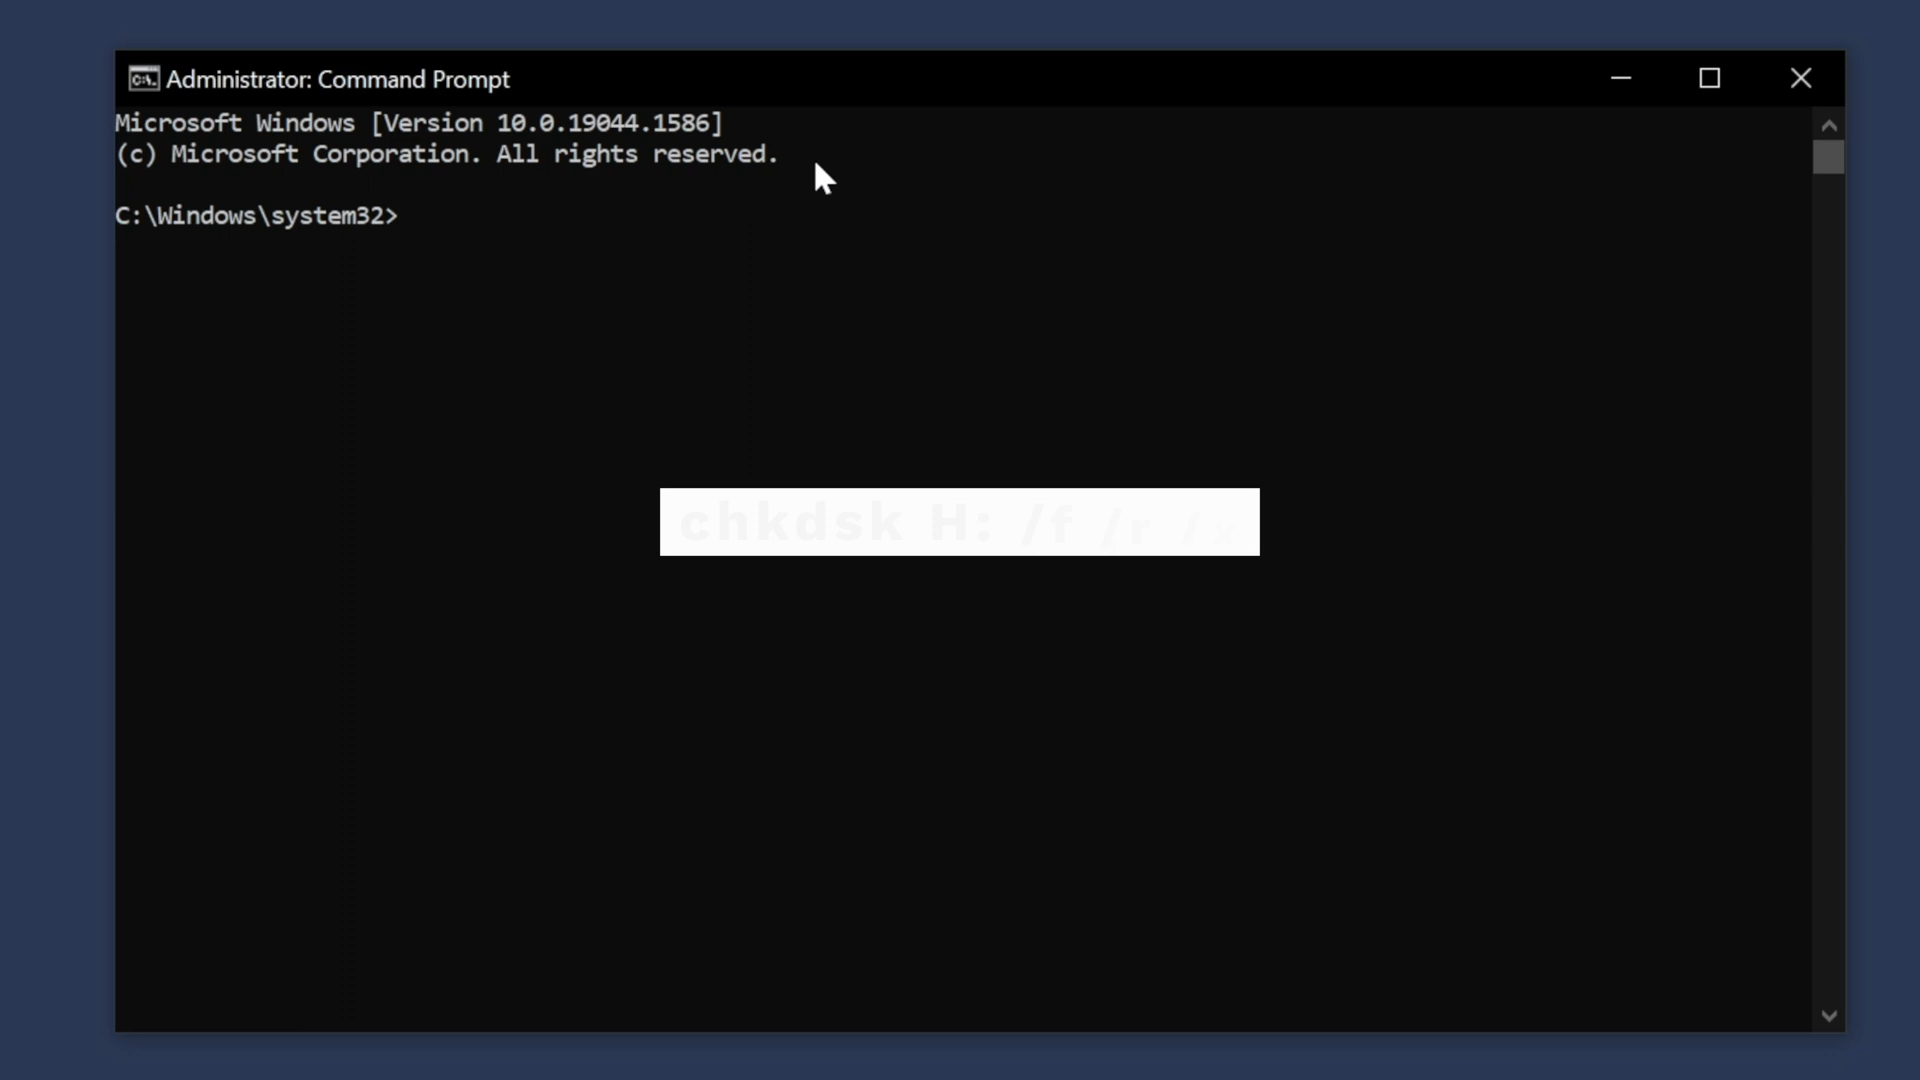 Administrator: Command Prompt
Microsoft Windows [Version 10.0.19044.1586]
(c) Microsoft Corporation. All rights reserved.
C:\Windows\system32>
chkdsk H: /f /r /x